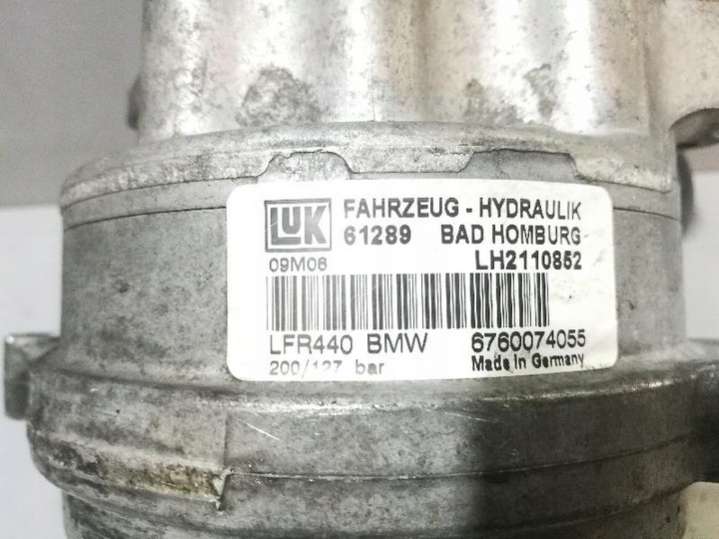 LUK FAHRZEUG - HYDRAULIK
61289 BAD HOMBURG
09M06 LH2110852
LFR440 BMW 6760074055
200/127 bar Made in Germany